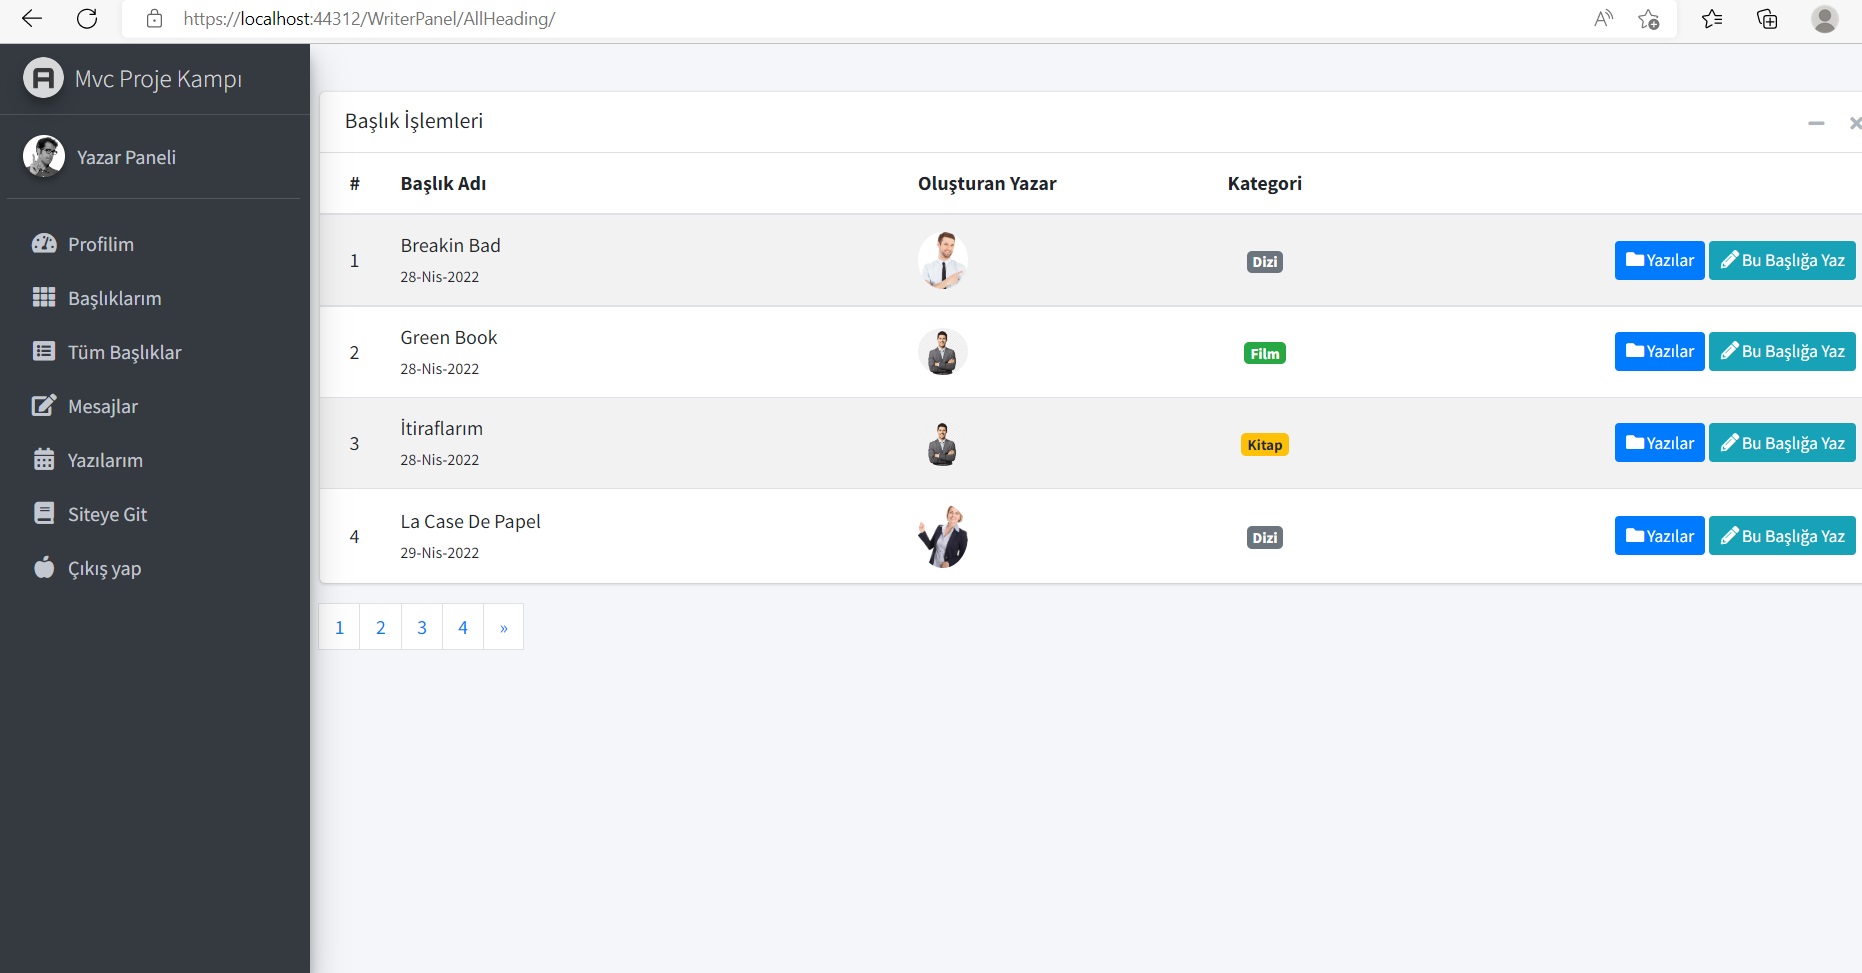 https://localhost:44312/WriterPanel/AllHeading/
Mvc Proje Kampı
Yazar Paneli
Profilim
Başlıklarım
Tüm Başlıklar
Mesajlar
Yazılarım
Siteye Git
Çıkış yap
Başlık İşlemleri
# Başlık Adı Oluşturan Yazar Kategori
1 Breakin Bad Dizi Yazılar Bu Başlığa Yaz
28-Nis-2022
2 Green Book Film Yazılar Bu Başlığa Yaz
28-Nis-2022
3 İtiraflarım Kitap Yazılar Bu Başlığa Yaz
28-Nis-2022
4 La Case De Papel Dizi Yazılar Bu Başlığa Yaz
29-Nis-2022
1 2 3 4 »